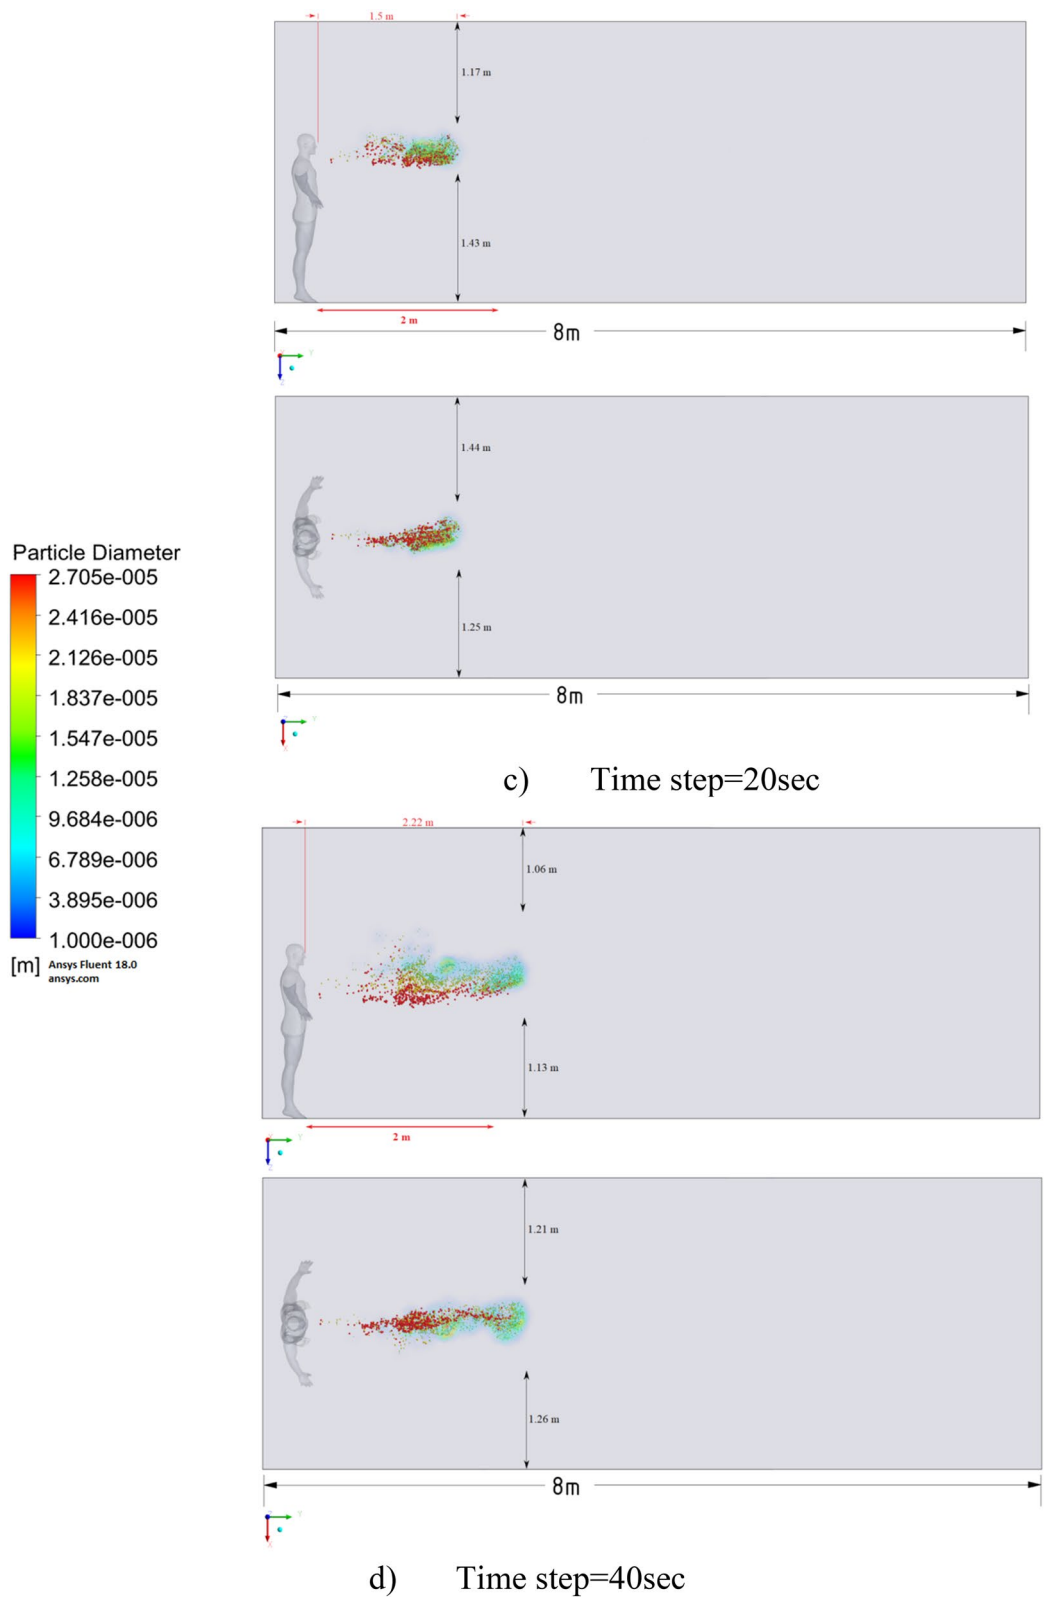 1.5 m
1.17 m
1.43 m
2 m
8m
Y
Z
1.44 m
1.25 m
8m
Z
Y
X
Particle Diameter
2.705e-005
2.416e-005
2.126e-005
1.837e-005
1.547e-005
1.258e-005
9.684e-006
6.789e-006
3.895e-006
1.000e-006
[m] Ansys Fluent 18.0
ansys.com
c) Time step=20sec
2.22 m
1.06 m
1.13 m
2 m
Y
Z
1.21 m
1.26 m
8m
Y
X
d) Time step=40sec